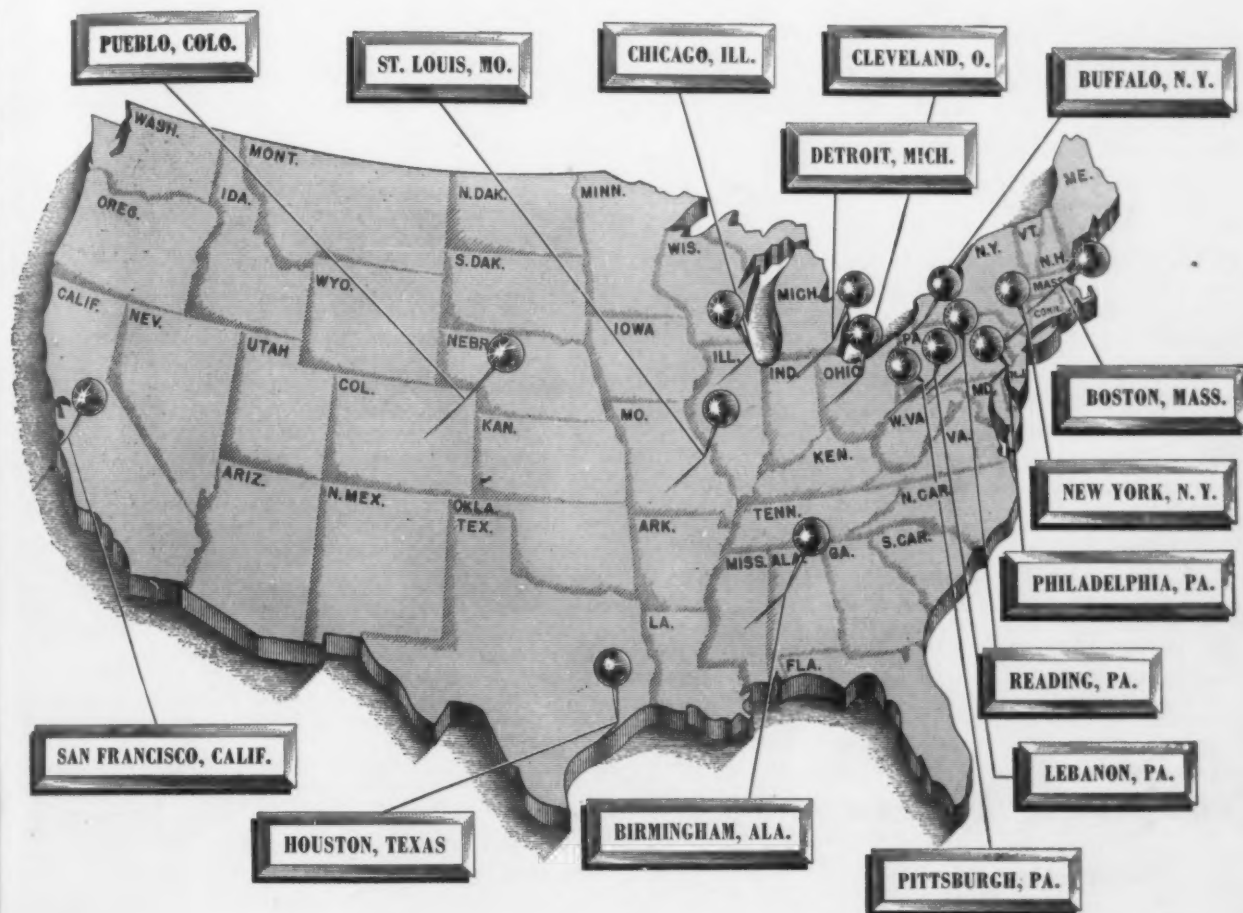 PUEBLO, COLO.
ST. LOUIS, MO.
CHICAGO, ILL.
CLEVELAND, O.
BUFFALO, N. Y.
DETROIT, MICH.
WASH.
MONT.
N. DAK.
MINN.
ME.
OREG.
IDA.
WIS.
N.Y.
VT.
N.H.
S. DAK.
WYO.
MICH.
MASS.
CALIF.
NEV.
IOWA
CONN.
NEBR.
UTAH
ILL.
IND.
OHIO
PA.
N.J.
COL.
MO.
MD.
BOSTON, MASS.
KAN.
W. VA.
VA.
KEN.
ARIZ.
N. MEX.
OKLA.
TEX.
TENN.
N. CAR.
NEW YORK, N. Y.
ARK.
MISS.
ALA.
GA.
S. CAR.
PHILADELPHIA, PA.
LA.
FLA.
READING, PA.
SAN FRANCISCO, CALIF.
LEBANON, PA.
HOUSTON, TEXAS
BIRMINGHAM, ALA.
PITTSBURGH, PA.